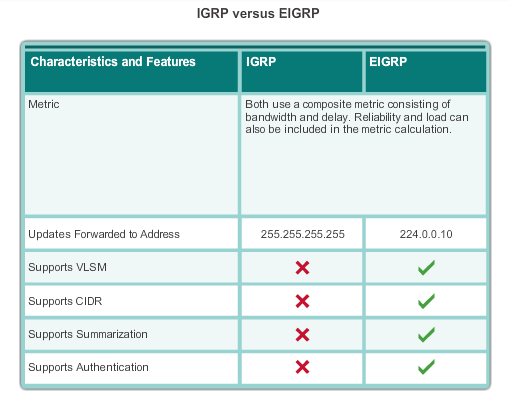 IGRP versus EIGRP
Characteristics and Features IGRP EIGRP
Metric Both use a composite metric consisting of
bandwidth and delay. Reliability and load can
also be included in the metric calculation.
Updates Forwarded to Address 255.255.255.255 224.0.0.10
Supports VLSM
Supports CIDR
Supports Summarization
Supports Authentication